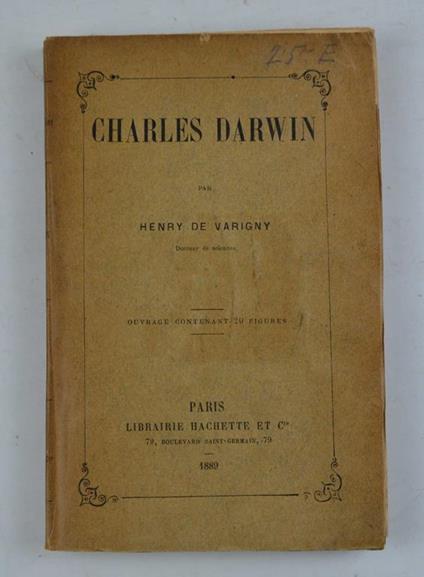 25 E
CHARLES DARWIN
PAR
HENRY DE VARIGNY
Docteur ès sciences.
OUVRAGE CONTENANT 20 FIGURES
PARIS
LIBRAIRIE HACHETTE ET Cie
79, BOULEVARD SAINT-GERMAIN, 79
1889